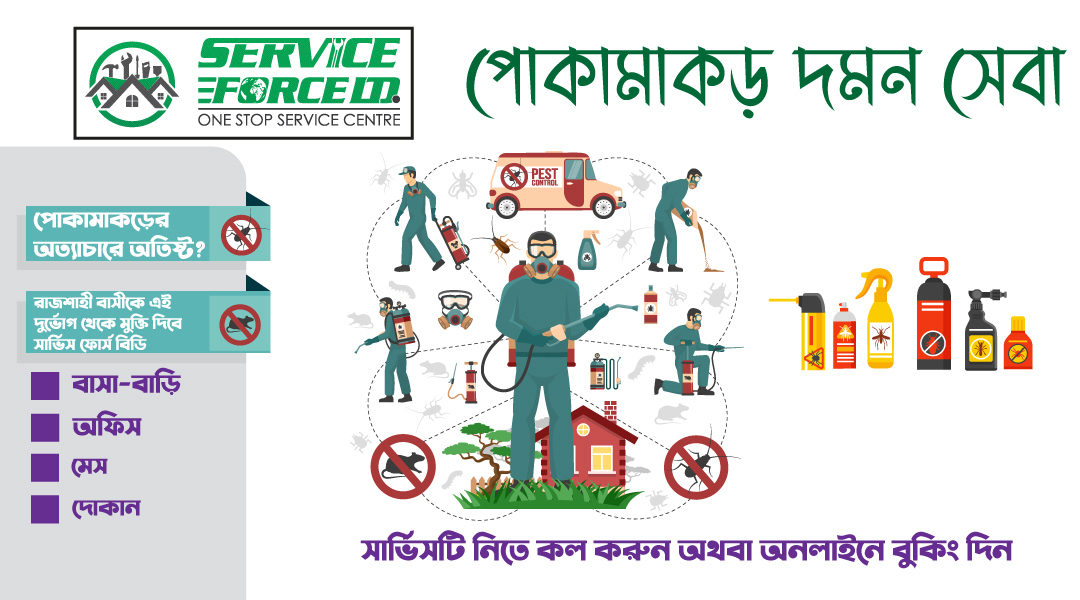 SERVICE
FORCE LTD.
ONE STOP SERVICE CENTRE
পোকামাকড় দমন সেবা
পোকামাকড়ের
অত্যাচারে অতিষ্ট?
রাজশাহী বাসীকে এই
দুর্ভোগ থেকে মুক্তি দিবে
সার্ভিস ফোর্স বিডি
বাসা-বাড়ি
অফিস
মেস
দোকান
PEST
CONTROL
সার্ভিসটি নিতে কল করুন অথবা অনলাইনে বুকিং দিন